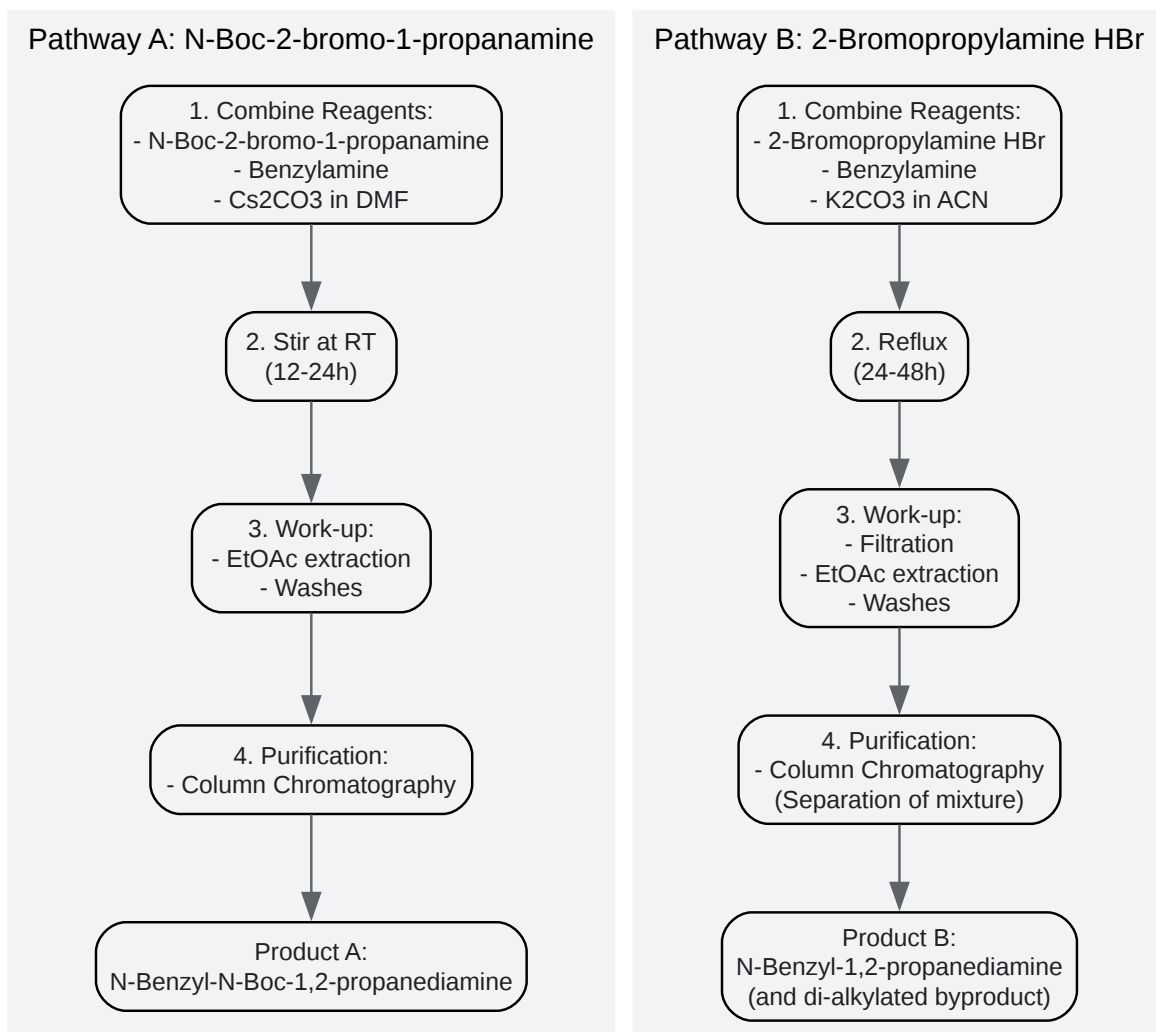 Pathway A: N-Boc-2-bromo-1-propanamine
1. Combine Reagents:
- N-Boc-2-bromo-1-propanamine
- Benzylamine
- Cs2CO3 in DMF
2. Stir at RT
(12-24h)
3. Work-up:
- EtOAc extraction
- Washes
4. Purification:
- Column Chromatography
Product A:
N-Benzyl-N-Boc-1,2-propanediamine
Pathway B: 2-Bromopropylamine HBr
1. Combine Reagents:
- 2-Bromopropylamine HBr
- Benzylamine
- K2CO3 in ACN
2. Reflux
(24-48h)
3. Work-up:
- Filtration
- EtOAc extraction
- Washes
4. Purification:
- Column Chromatography
(Separation of mixture)
Product B:
N-Benzyl-1,2-propanediamine
(and di-alkylated byproduct)